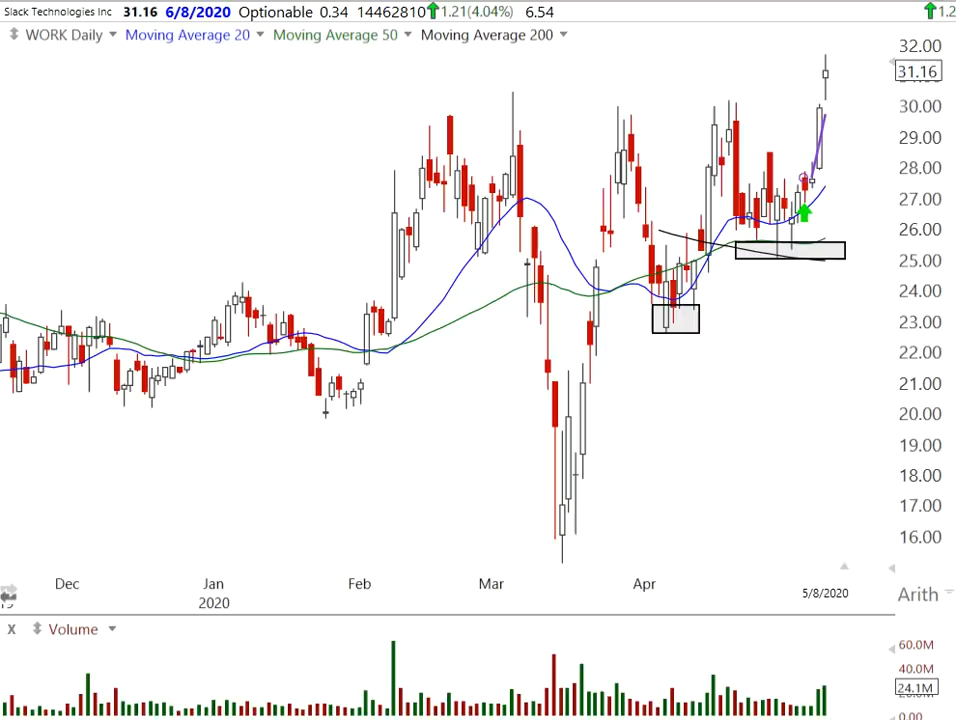 Slack Technologies Inc 31.16 6/8/2020 Optionable 0.34 14462810 1.21(4.04%) 6.54 1.2
WORK Daily Moving Average 20 Moving Average 50 Moving Average 200
32.00
31.16
30.00
29.00
28.00
27.00
26.00
25.00
24.00
23.00
22.00
21.00
20.00
19.00
18.00
17.00
16.00
Dec Jan Feb Mar Apr
2020 5/8/2020 Arith
X Volume
60.0M
40.0M
24.1M
0.00